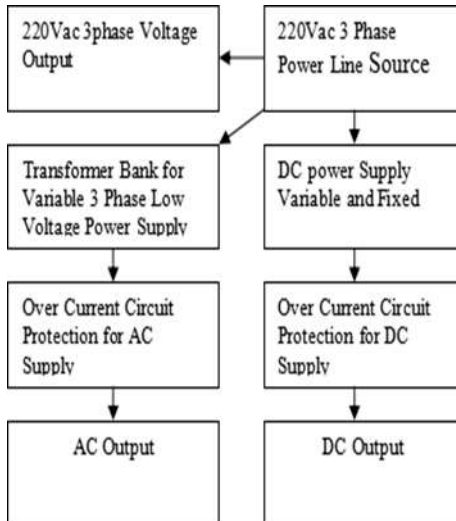 220Vac 3phase Voltage
Output
220Vac 3 Phase
Power Line Source
Transformer Bank for
Variable 3 Phase Low
Voltage Power Supply
DC power Supply
Variable and Fixed
Over Current Circuit
Protection for AC
Supply
Over Current Circuit
Protection for DC
Supply
AC Output
DC Output